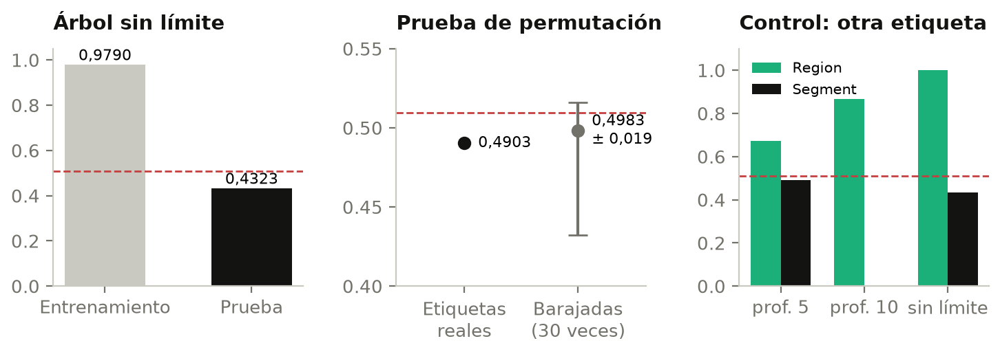 Árbol sin límite
1.0
0.8
0.6
0.4
0.2
0.0
0,9790
0,4323
Entrenamiento
Prueba
Prueba de permutación
0.55
0.50
0.45
0.40
0,4903
0,4983
± 0,019
Etiquetas
reales
Barajadas
(30 veces)
Control: otra etiqueta
1.0
0.8
0.6
0.4
0.2
0.0
Region
Segment
prof. 5
prof. 10
sin límite